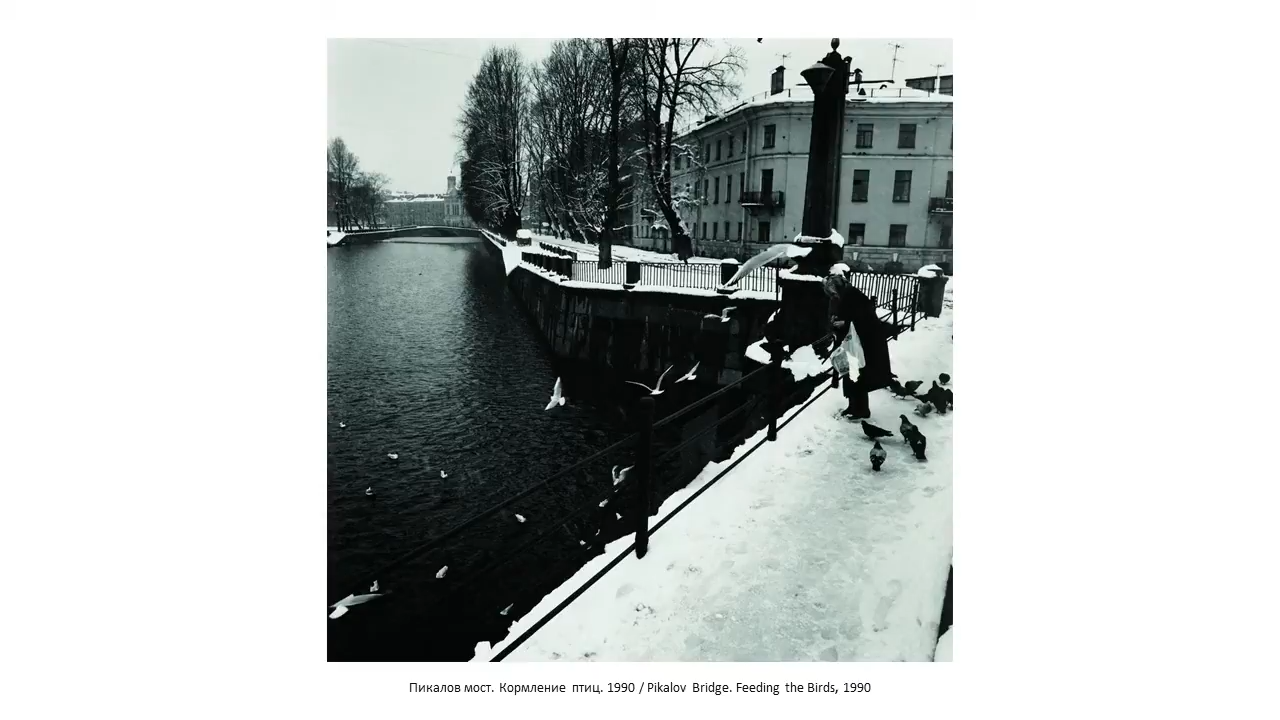 Пикалов мост. Кормление птиц. 1990 / Pikalov Bridge. Feeding the Birds, 1990